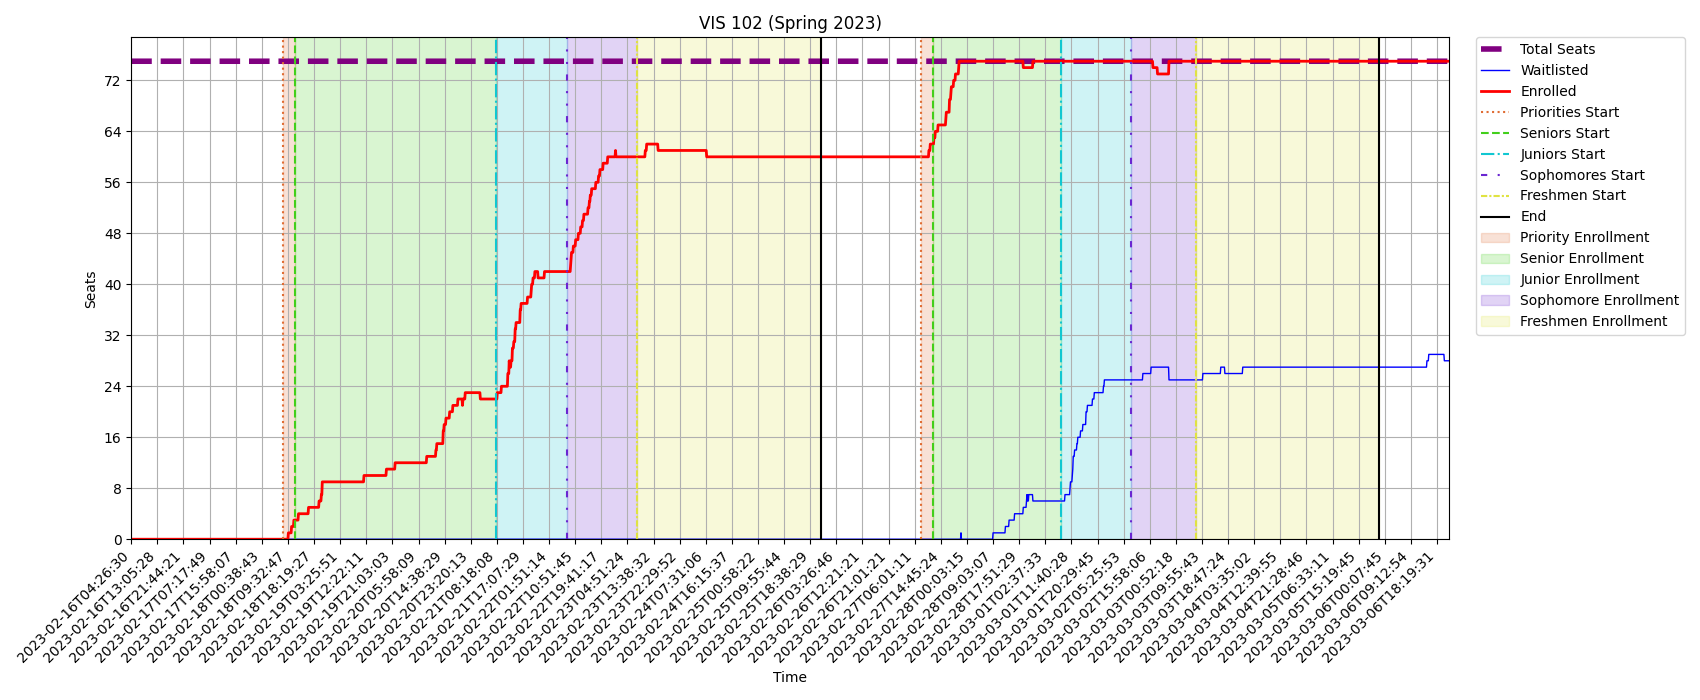 VIS 102 (Spring 2023)
Seats
72
64
56
48
40
32
24
16
8
0
2023-02-16T04:26:30
2023-02-16T13:05:28
2023-02-16T21:44:21
2023-02-17T07:17:49
2023-02-17T15:58:07
2023-02-18T00:38:43
2023-02-18T09:32:47
2023-02-18T18:19:27
2023-02-19T03:25:51
2023-02-19T12:22:11
2023-02-19T21:03:03
2023-02-20T05:58:09
2023-02-20T14:38:29
2023-02-20T23:20:13
2023-02-21T08:18:08
2023-02-21T17:07:29
2023-02-22T01:51:14
2023-02-22T10:51:45
2023-02-22T19:41:17
2023-02-23T04:51:24
2023-02-23T13:38:32
2023-02-23T22:29:52
2023-02-24T07:31:06
2023-02-24T16:15:37
2023-02-25T00:58:22
2023-02-25T09:55:44
2023-02-25T18:38:29
2023-02-26T03:26:46
2023-02-26T12:21:21
2023-02-26T21:01:21
2023-02-27T06:01:11
2023-02-27T14:45:24
2023-02-28T00:03:15
2023-02-28T09:03:07
2023-02-28T17:51:29
2023-03-01T02:37:33
2023-03-01T11:40:28
2023-03-01T20:29:45
2023-03-02T05:25:53
2023-03-02T15:58:06
2023-03-03T00:52:18
2023-03-03T09:55:43
2023-03-03T18:47:24
2023-03-04T03:35:02
2023-03-04T12:39:55
2023-03-04T21:28:46
2023-03-05T06:33:11
2023-03-05T15:19:45
2023-03-06T00:07:45
2023-03-06T09:12:54
2023-03-06T18:19:31
Time
Total Seats
Waitlisted
Enrolled
Priorities Start
Seniors Start
Juniors Start
Sophomores Start
Freshmen Start
End
Priority Enrollment
Senior Enrollment
Junior Enrollment
Sophomore Enrollment
Freshmen Enrollment